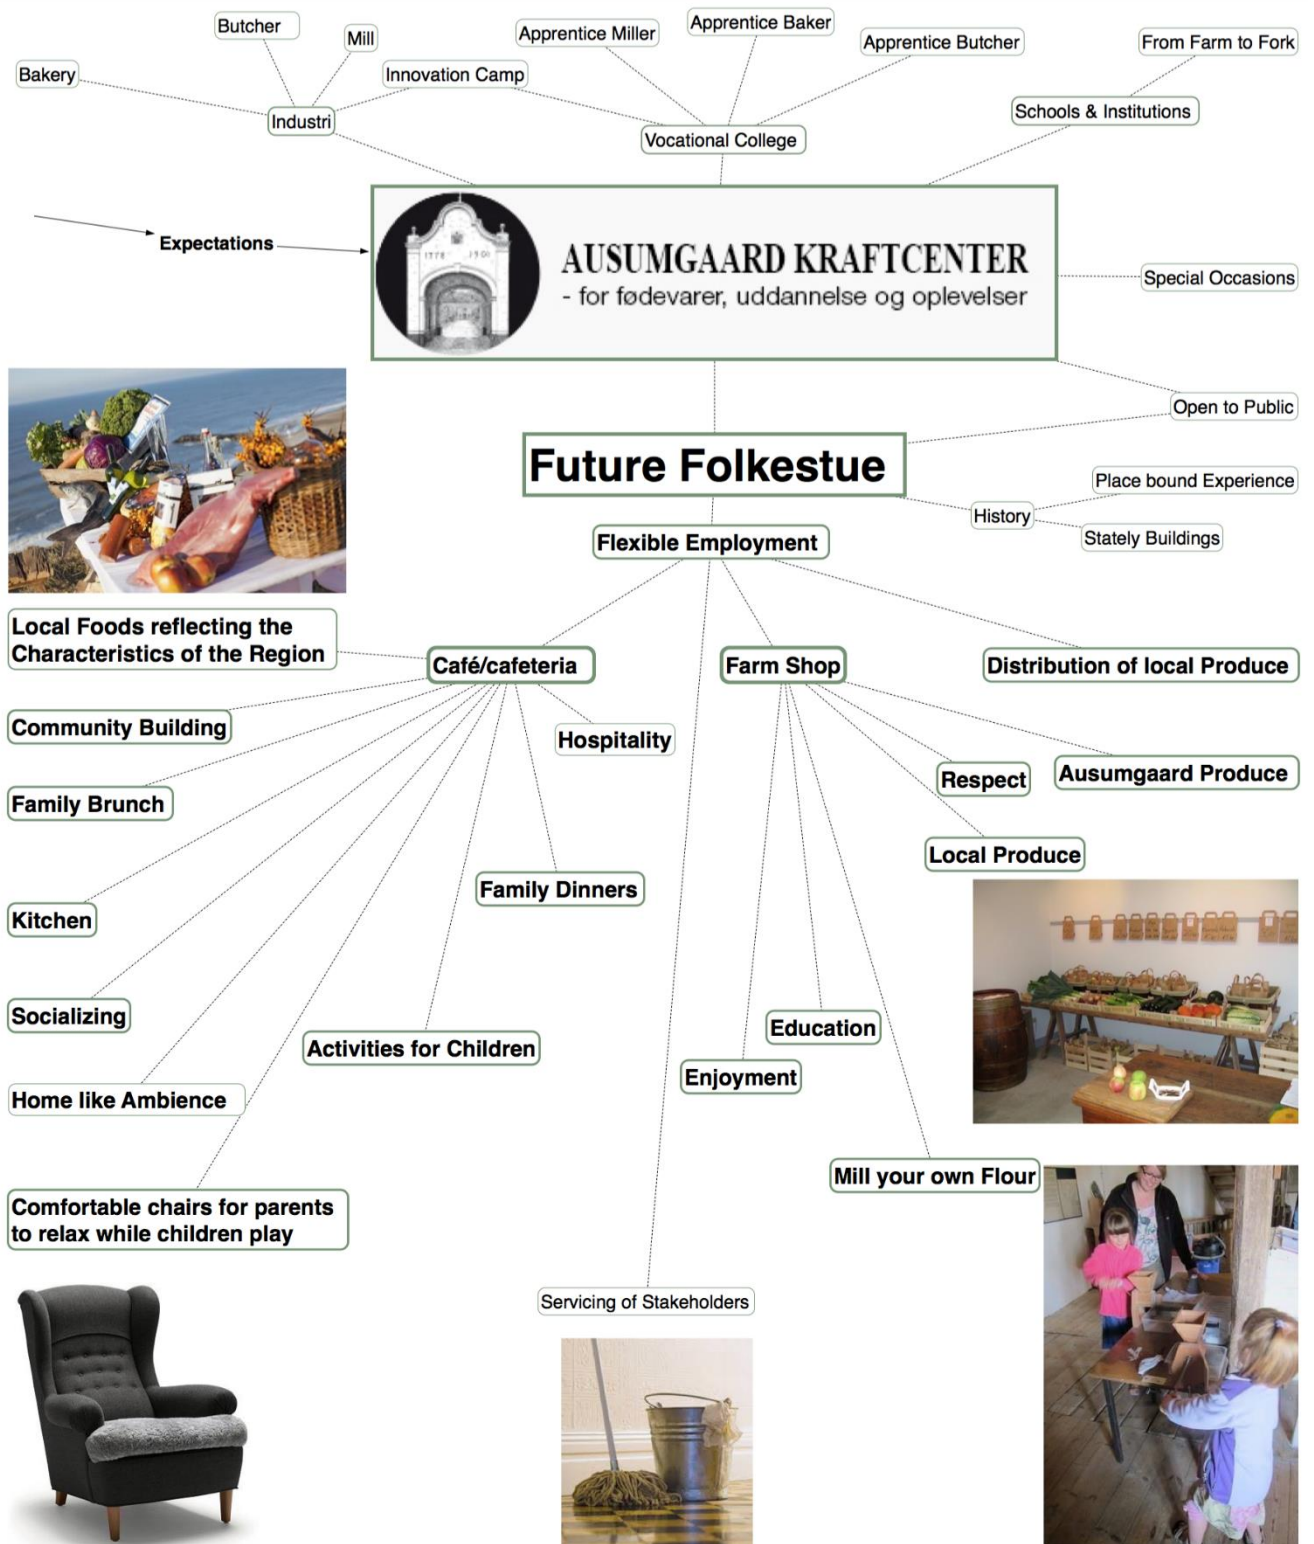 Butcher
Mill
Apprentice Miller
Apprentice Baker
Apprentice Butcher
From Farm to Fork
Bakery
Innovation Camp
Industri
Vocational College
Schools & Institutions
1778 1901
Expectations
AUSUMGAARD KRAFTCENTER
- for fødevarer, uddannelse og oplevelser
Special Occasions
Open to Public
Future Folkestue
Place bound Experience
History
Stately Buildings
Flexible Employment
Local Foods reflecting the
Characteristics of the Region
Café/cafeteria
Farm Shop
Distribution of local Produce
Community Building
Hospitality
Respect
Ausumgaard Produce
Family Brunch
Local Produce
Family Dinners
Kitchen
Socializing
Education
Activities for Children
Enjoyment
Home like Ambience
Mill your own Flour
Comfortable chairs for parents
to relax while children play
Servicing of Stakeholders